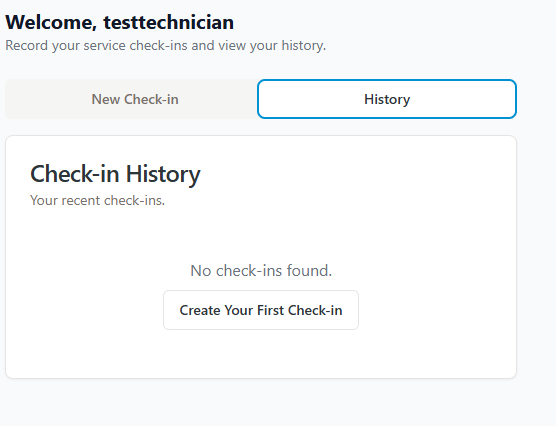 Welcome, testtechnician
Record your service check-ins and view your history.
New Check-in
History
Check-in History
Your recent check-ins.
No check-ins found.
Create Your First Check-in